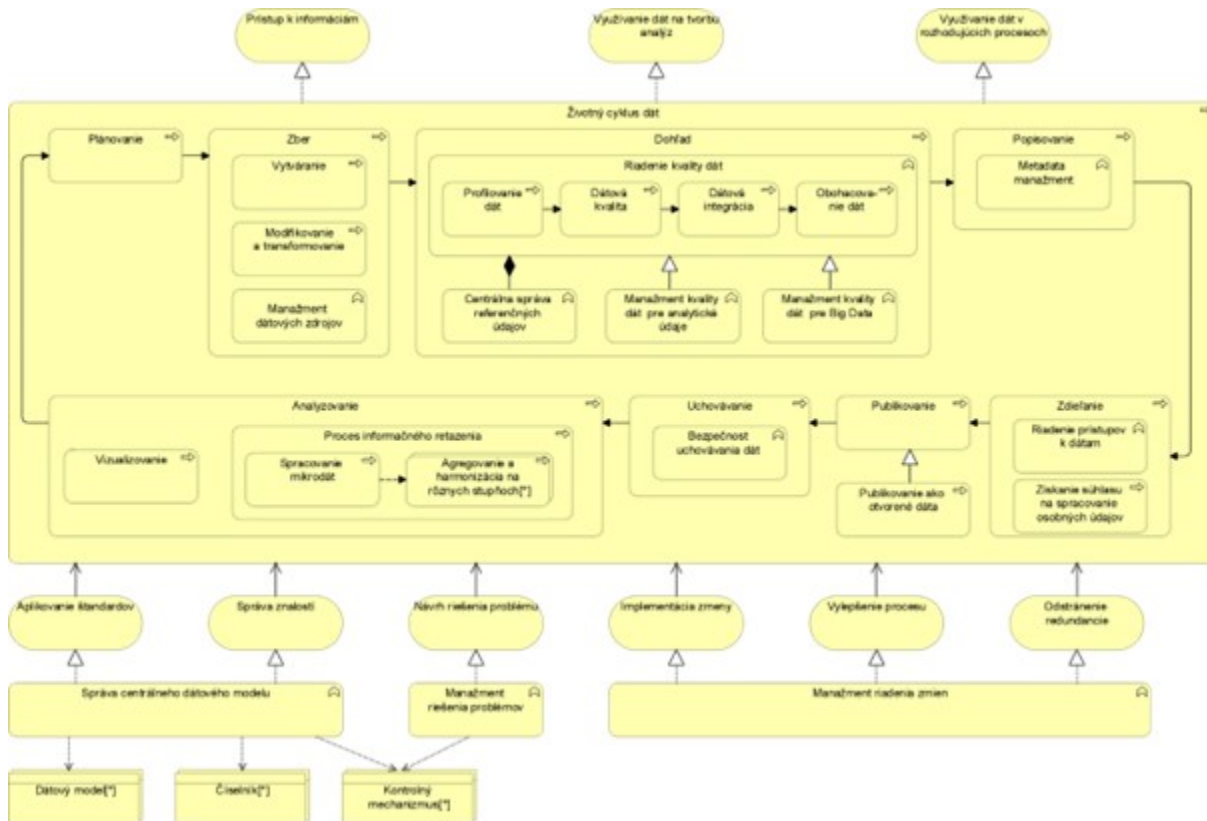 Prístup k informáciám
Využívanie dát na tvorbu
analýz
Využívanie dát v
rozhodujúcich procesoch
Životný cyklus dát
Plánovanie
Zber
Vytváranie
Modifikovanie
a transformovanie
Manažment
dátových zdrojov
Dohľad
Riadenie kvality dát
Profilovanie
dát
Dátová
kvalita
Dátová
integrácia
Obohacova-
nie dát
Centrálna správa
referenčných
údajov
Manažment kvality
dát pre analytické
údaje
Manažment kvality
dát pre Big Data
Popisovanie
Metadata
manažment
Analyzovanie
Vizualizovanie
Proces informačného retazenia
Spracovanie
mikrodát
Agregovanie a
harmonizácia na
rôznych stupňoch[*]
Uchovávanie
Bezpečnost
uchovávania dát
Publikovanie
Publikovanie ako
otvorené dáta
Zdieľanie
Riadenie prístupov
k dátam
Získanie súhlasu
na spracovanie
osobných údajov
Aplikovanie štandardov
Správa znalostí
Návrh riešenia problému
Implementácia zmeny
Vylepšenie procesu
Odstránenie
redundancie
Správa centrálneho dátového modelu
Manažment
riešenia problémov
Manažment riadenia zmien
Dátový model[*]
Číselník[*]
Kontrolný
mechanizmus[*]